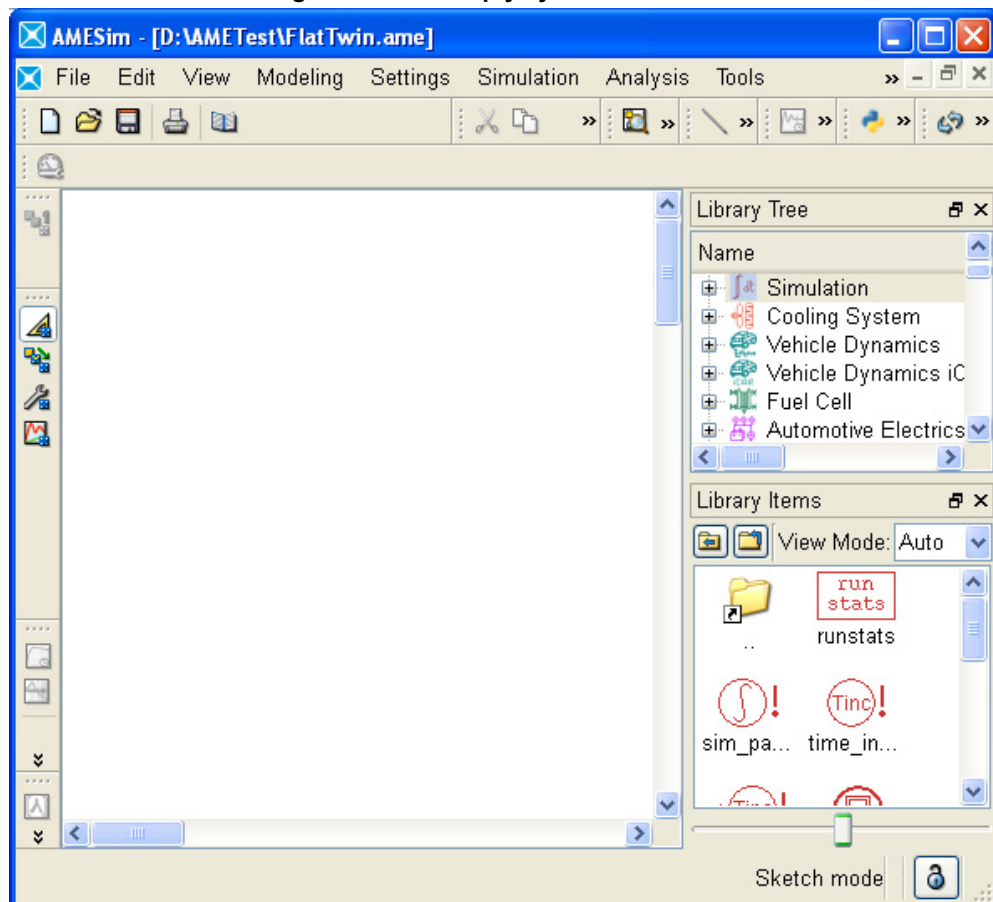 AMESim - [D:\AMETest\FlatTwin.ame]
File Edit View Modeling Settings Simulation Analysis Tools
Library Tree
Name
Simulation
Cooling System
Vehicle Dynamics
Vehicle Dynamics iC
Fuel Cell
Automotive Electrics
Library Items
View Mode: Auto
run
stats
..
runstats
Tinc
sim_pa... time_in...
Sketch mode